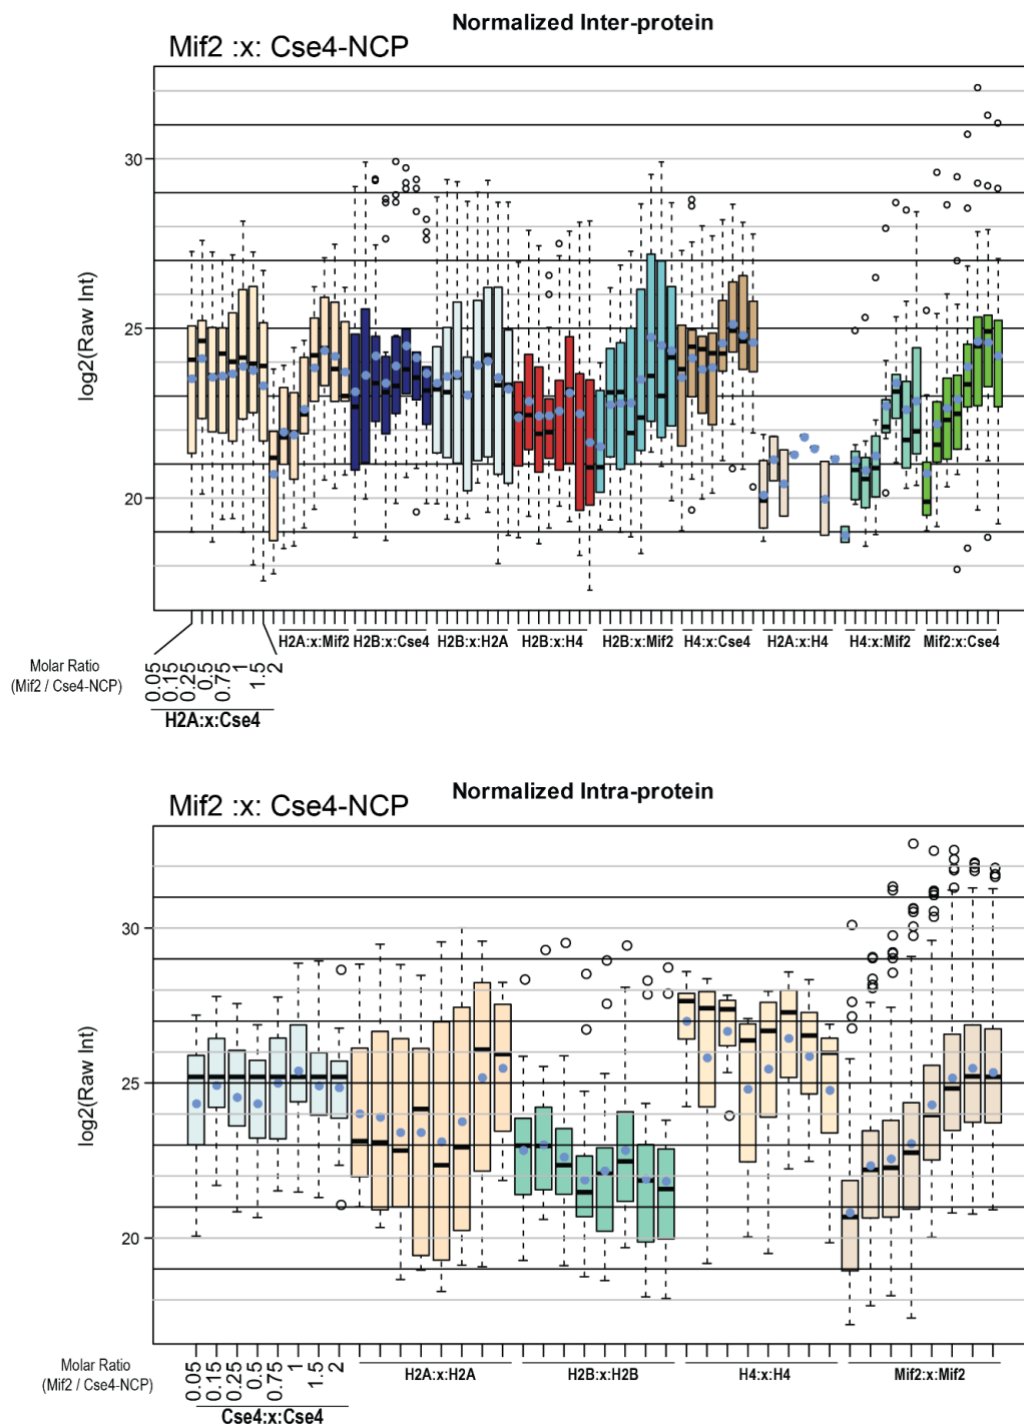 Normalized Inter-protein
Mif2 :x: Cse4-NCP
log2(Raw Int)
30
25
20
H2A:x:Mif2 H2B:x:Cse4 H2B:x:H2A H2B:x:H4 H2B:x:Mif2 H4:x:Cse4 H2A:x:H4 H4:x:Mif2 Mif2:x:Cse4
Molar Ratio
(Mif2 / Cse4-NCP)
0.05 0.15 0.25 0.5 0.75 1 1.5 2
H2A:x:Cse4
Normalized Intra-protein
Mif2 :x: Cse4-NCP
log2(Raw Int)
30
25
20
Molar Ratio
(Mif2 / Cse4-NCP)
0.05 0.15 0.25 0.5 0.75 1 1.5 2
H2A:x:H2A H2B:x:H2B H4:x:H4 Mif2:x:Mif2
Cse4:x:Cse4